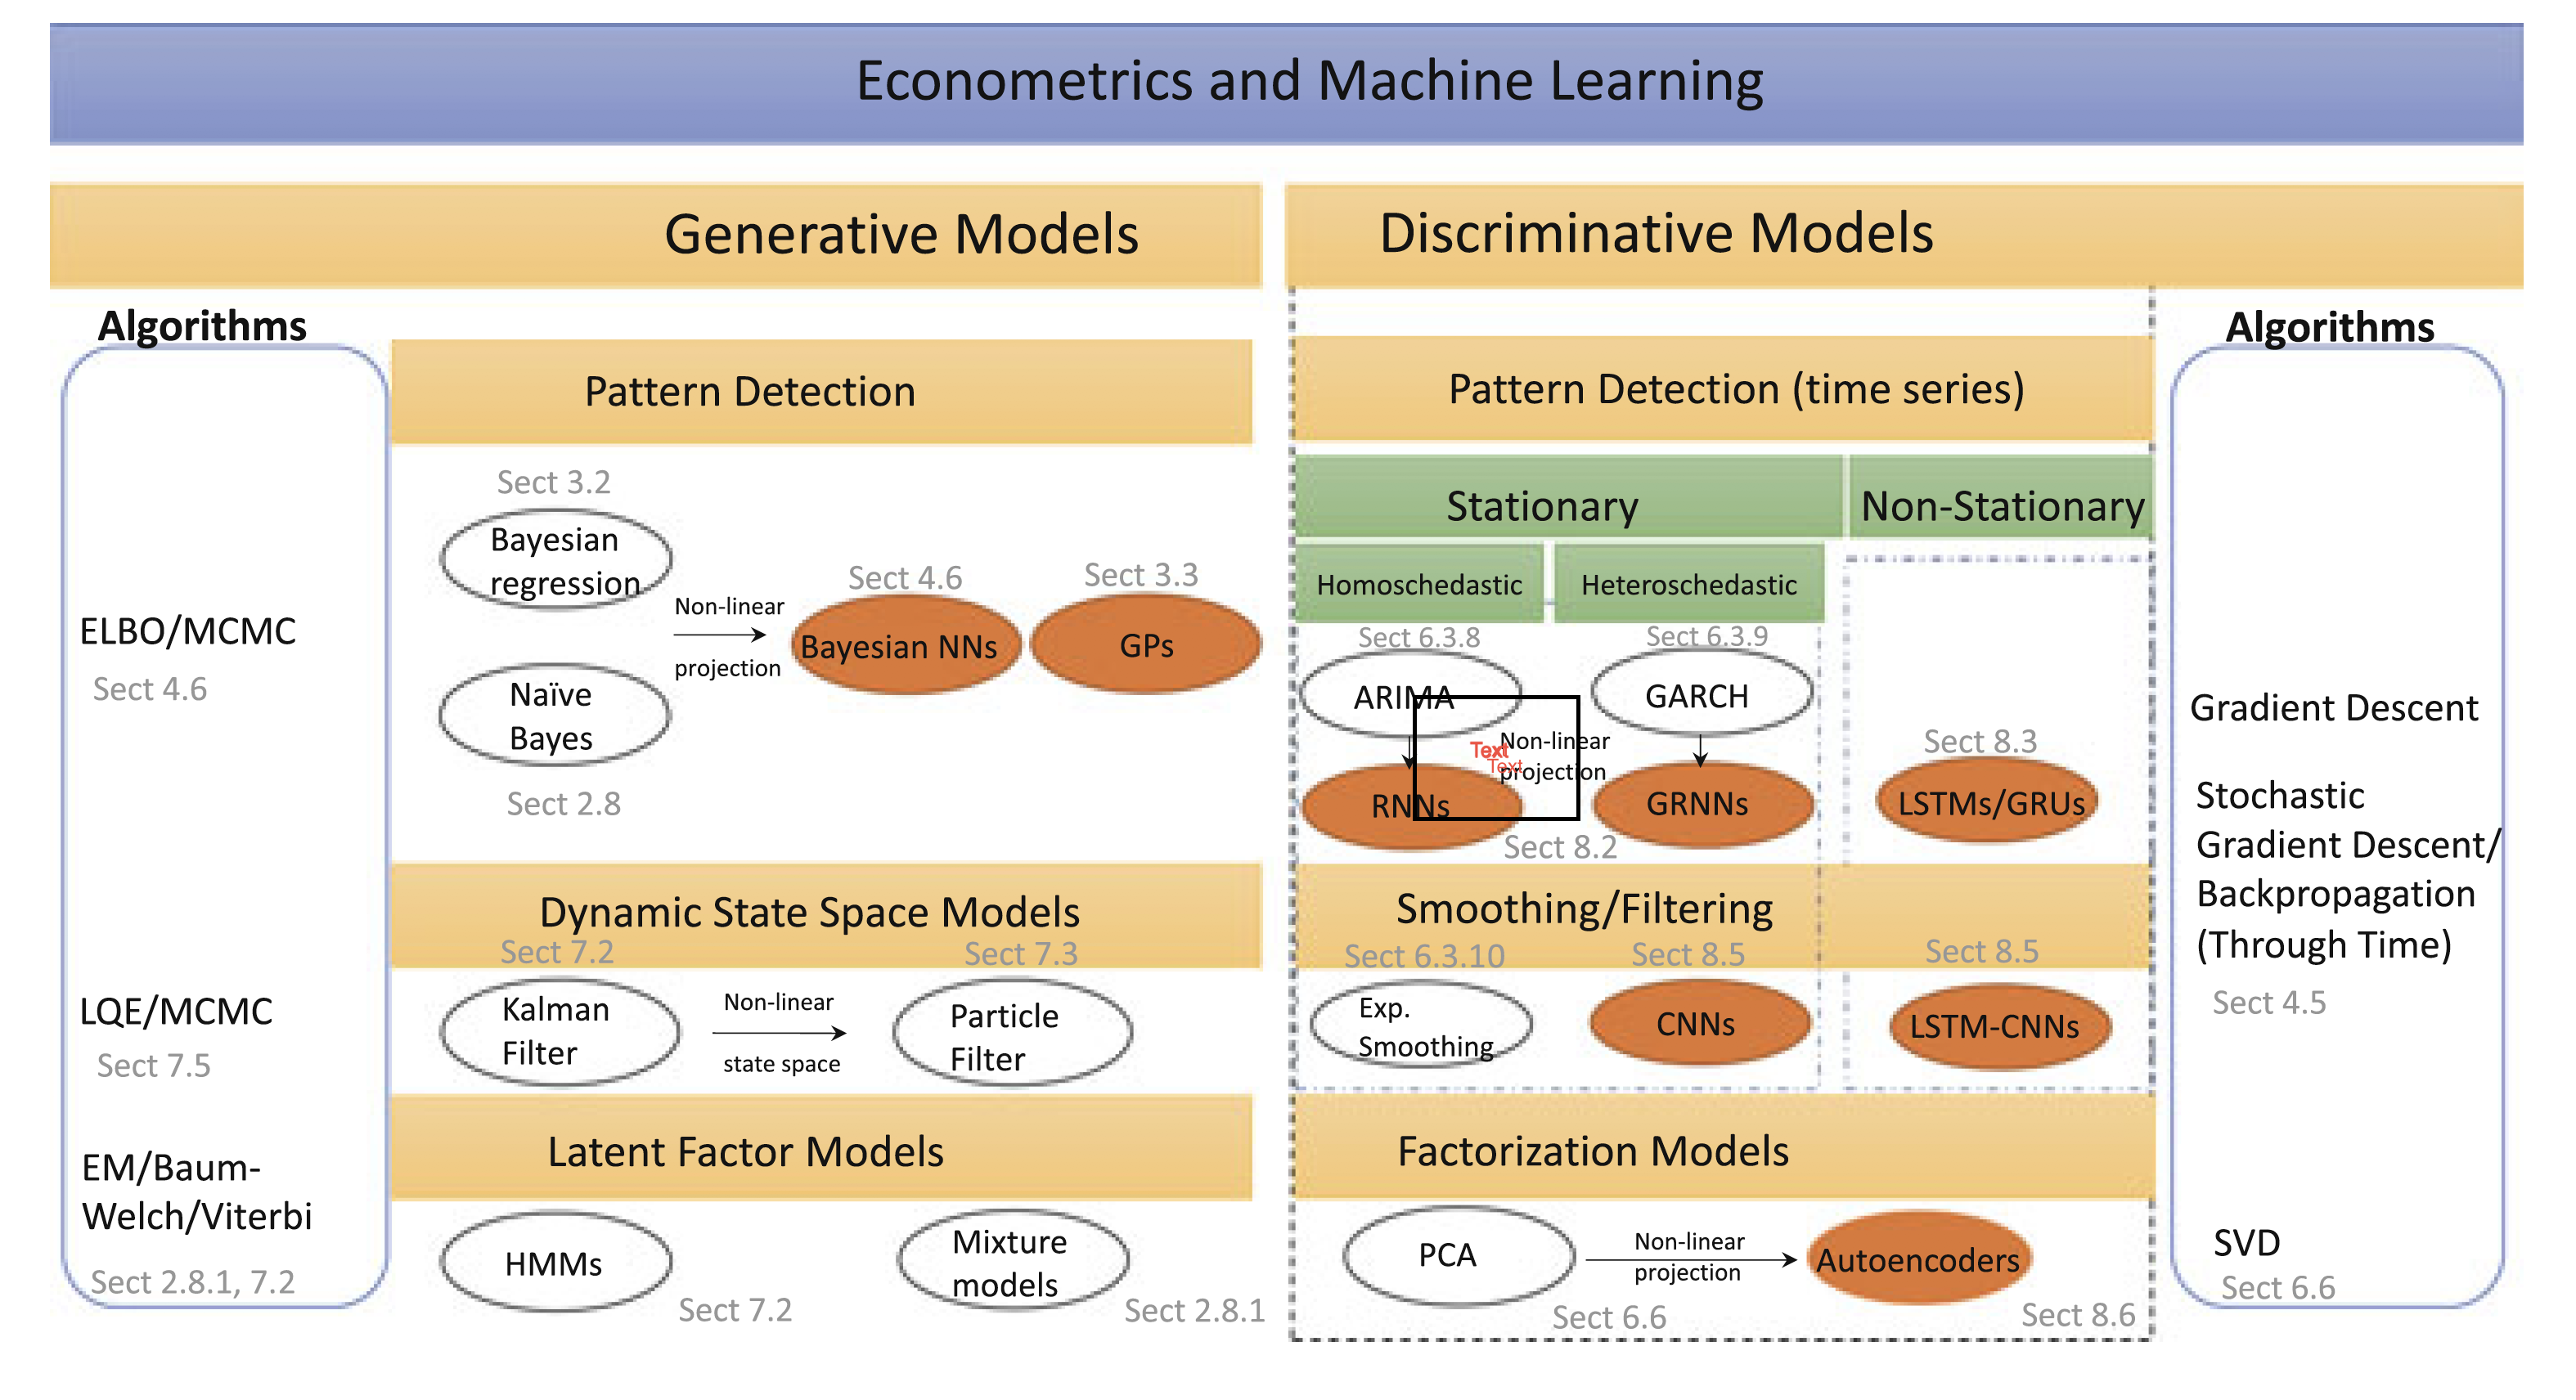 Econometrics and Machine Learning
Generative Models
Discriminative Models
Algorithms
ELBO/MCMC
Sect 4.6
LQE/MCMC
Sect 7.5
EM/Baum-
Welch/Viterbi
Sect 2.8.1, 7.2
Pattern Detection
Sect 3.2
Bayesian
regression
Naïve
Bayes
Sect 2.8
Non-linear
projection
Sect 4.6
Bayesian NNs
Sect 3.3
GPs
Dynamic State Space Models
Sect 7.2
Kalman
Filter
Non-linear
state space
Sect 7.3
Particle
Filter
Latent Factor Models
HMMs
Sect 7.2
Mixture
models
Sect 2.8.1
Pattern Detection (time series)
Stationary
Non-Stationary
Homoschedastic
Heteroschedastic
Sect 6.3.8
ARIMA
Sect 6.3.9
GARCH
Text
Text
Non-linear
projection
RNNs
GRNNs
Sect 8.2
Sect 8.3
LSTMs/GRUs
Smoothing/Filtering
Sect 6.3.10
Exp.
Smoothing
Sect 8.5
CNNs
Sect 8.5
LSTM-CNNs
Factorization Models
PCA
Sect 6.6
Non-linear
projection
Autoencoders
Sect 8.6
Algorithms
Gradient Descent
Stochastic
Gradient Descent/
Backpropagation
(Through Time)
Sect 4.5
SVD
Sect 6.6